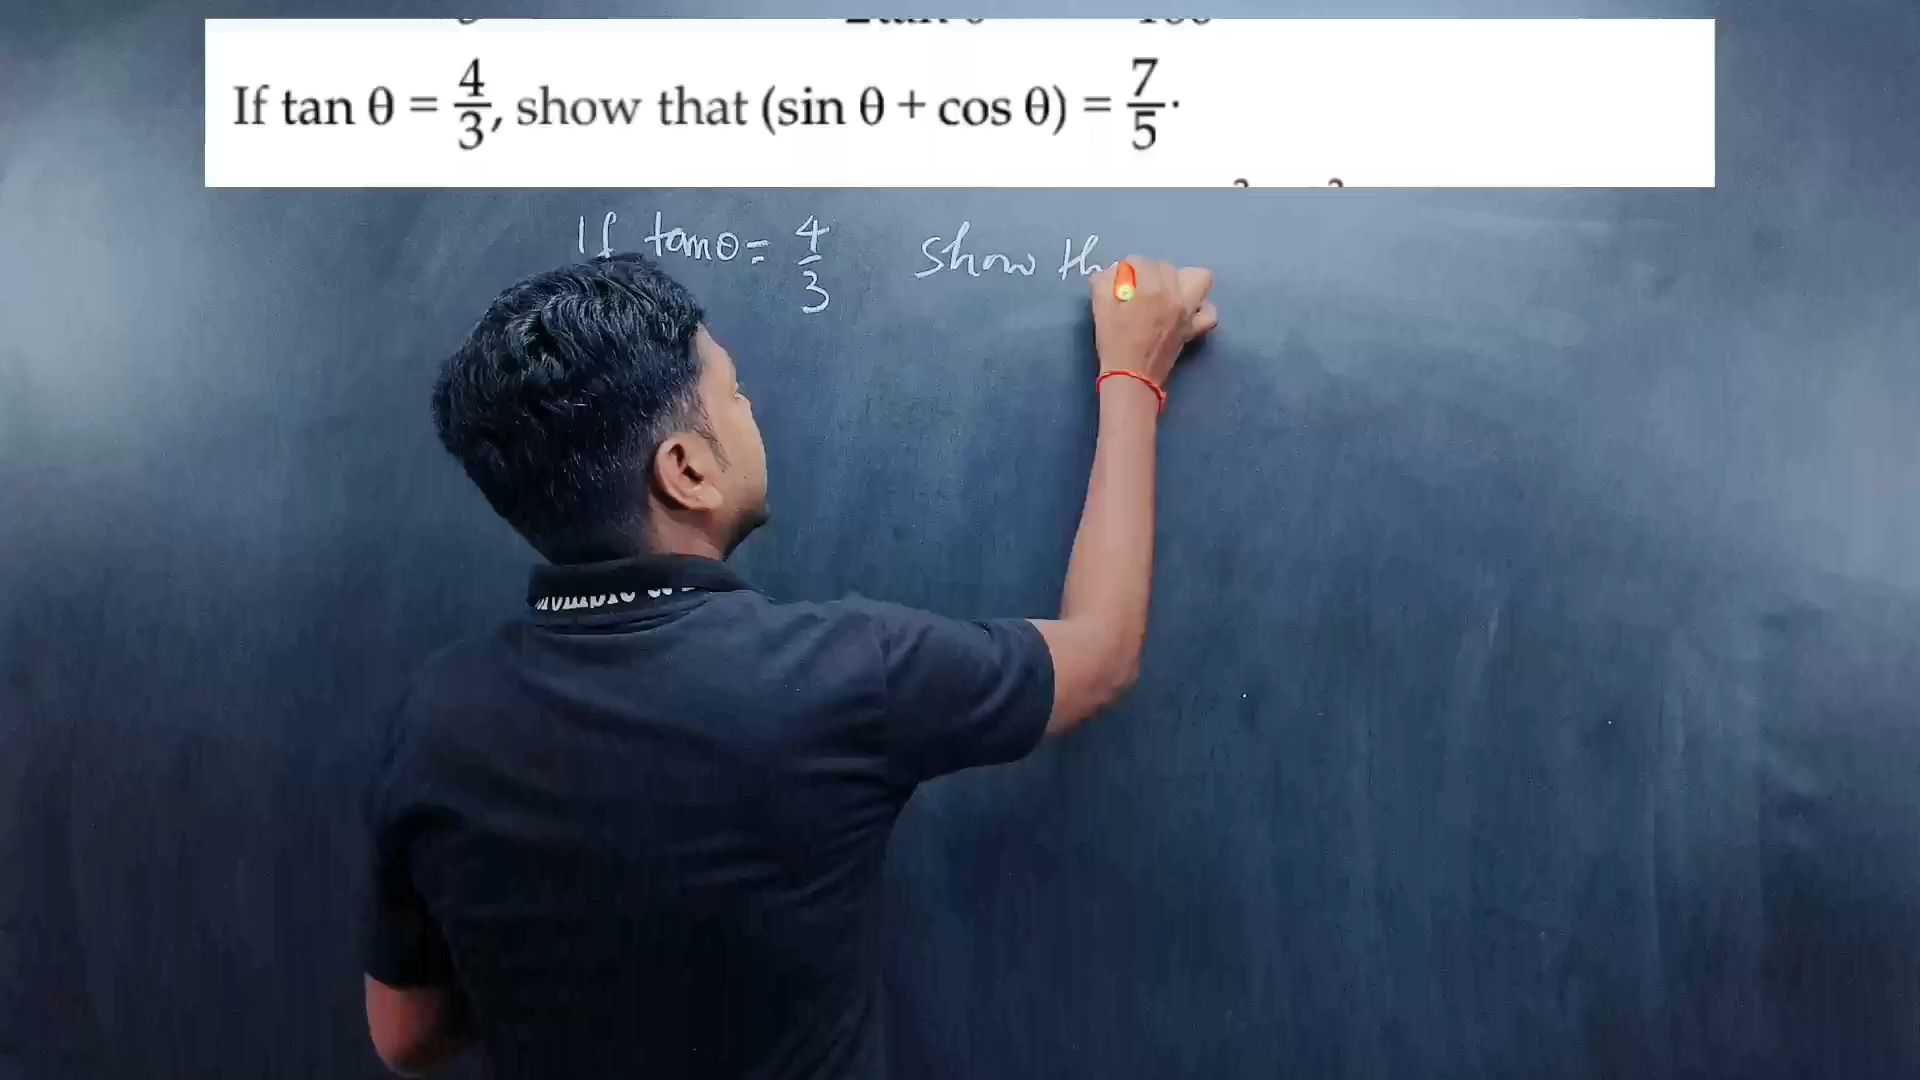 If tan θ = 4/3, show that (sin θ + cos θ) = 7/5.
If tanθ = 4/3 show th